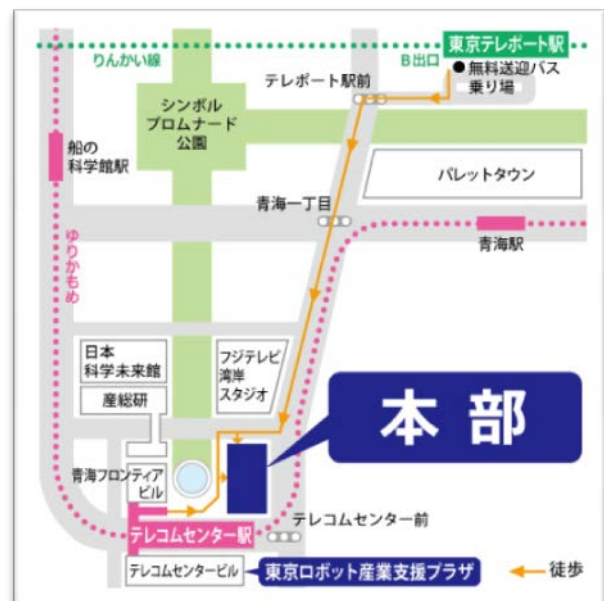 東京テレポート駅
りんかい線
B出口
●無料送迎バス
乗り場
テレポート駅前
シンボル
プロムナード
公園
船の
科学館駅
パレットタウン
青海一丁目
青海駅
ゆりかもめ
日本
科学未来館
産総研
フジテレビ
湾岸
スタジオ
本部
青海フロンティア
ビル
テレコムセンター前
テレコムセンター駅
テレコムセンタービル
東京ロボット産業支援プラザ
徒歩